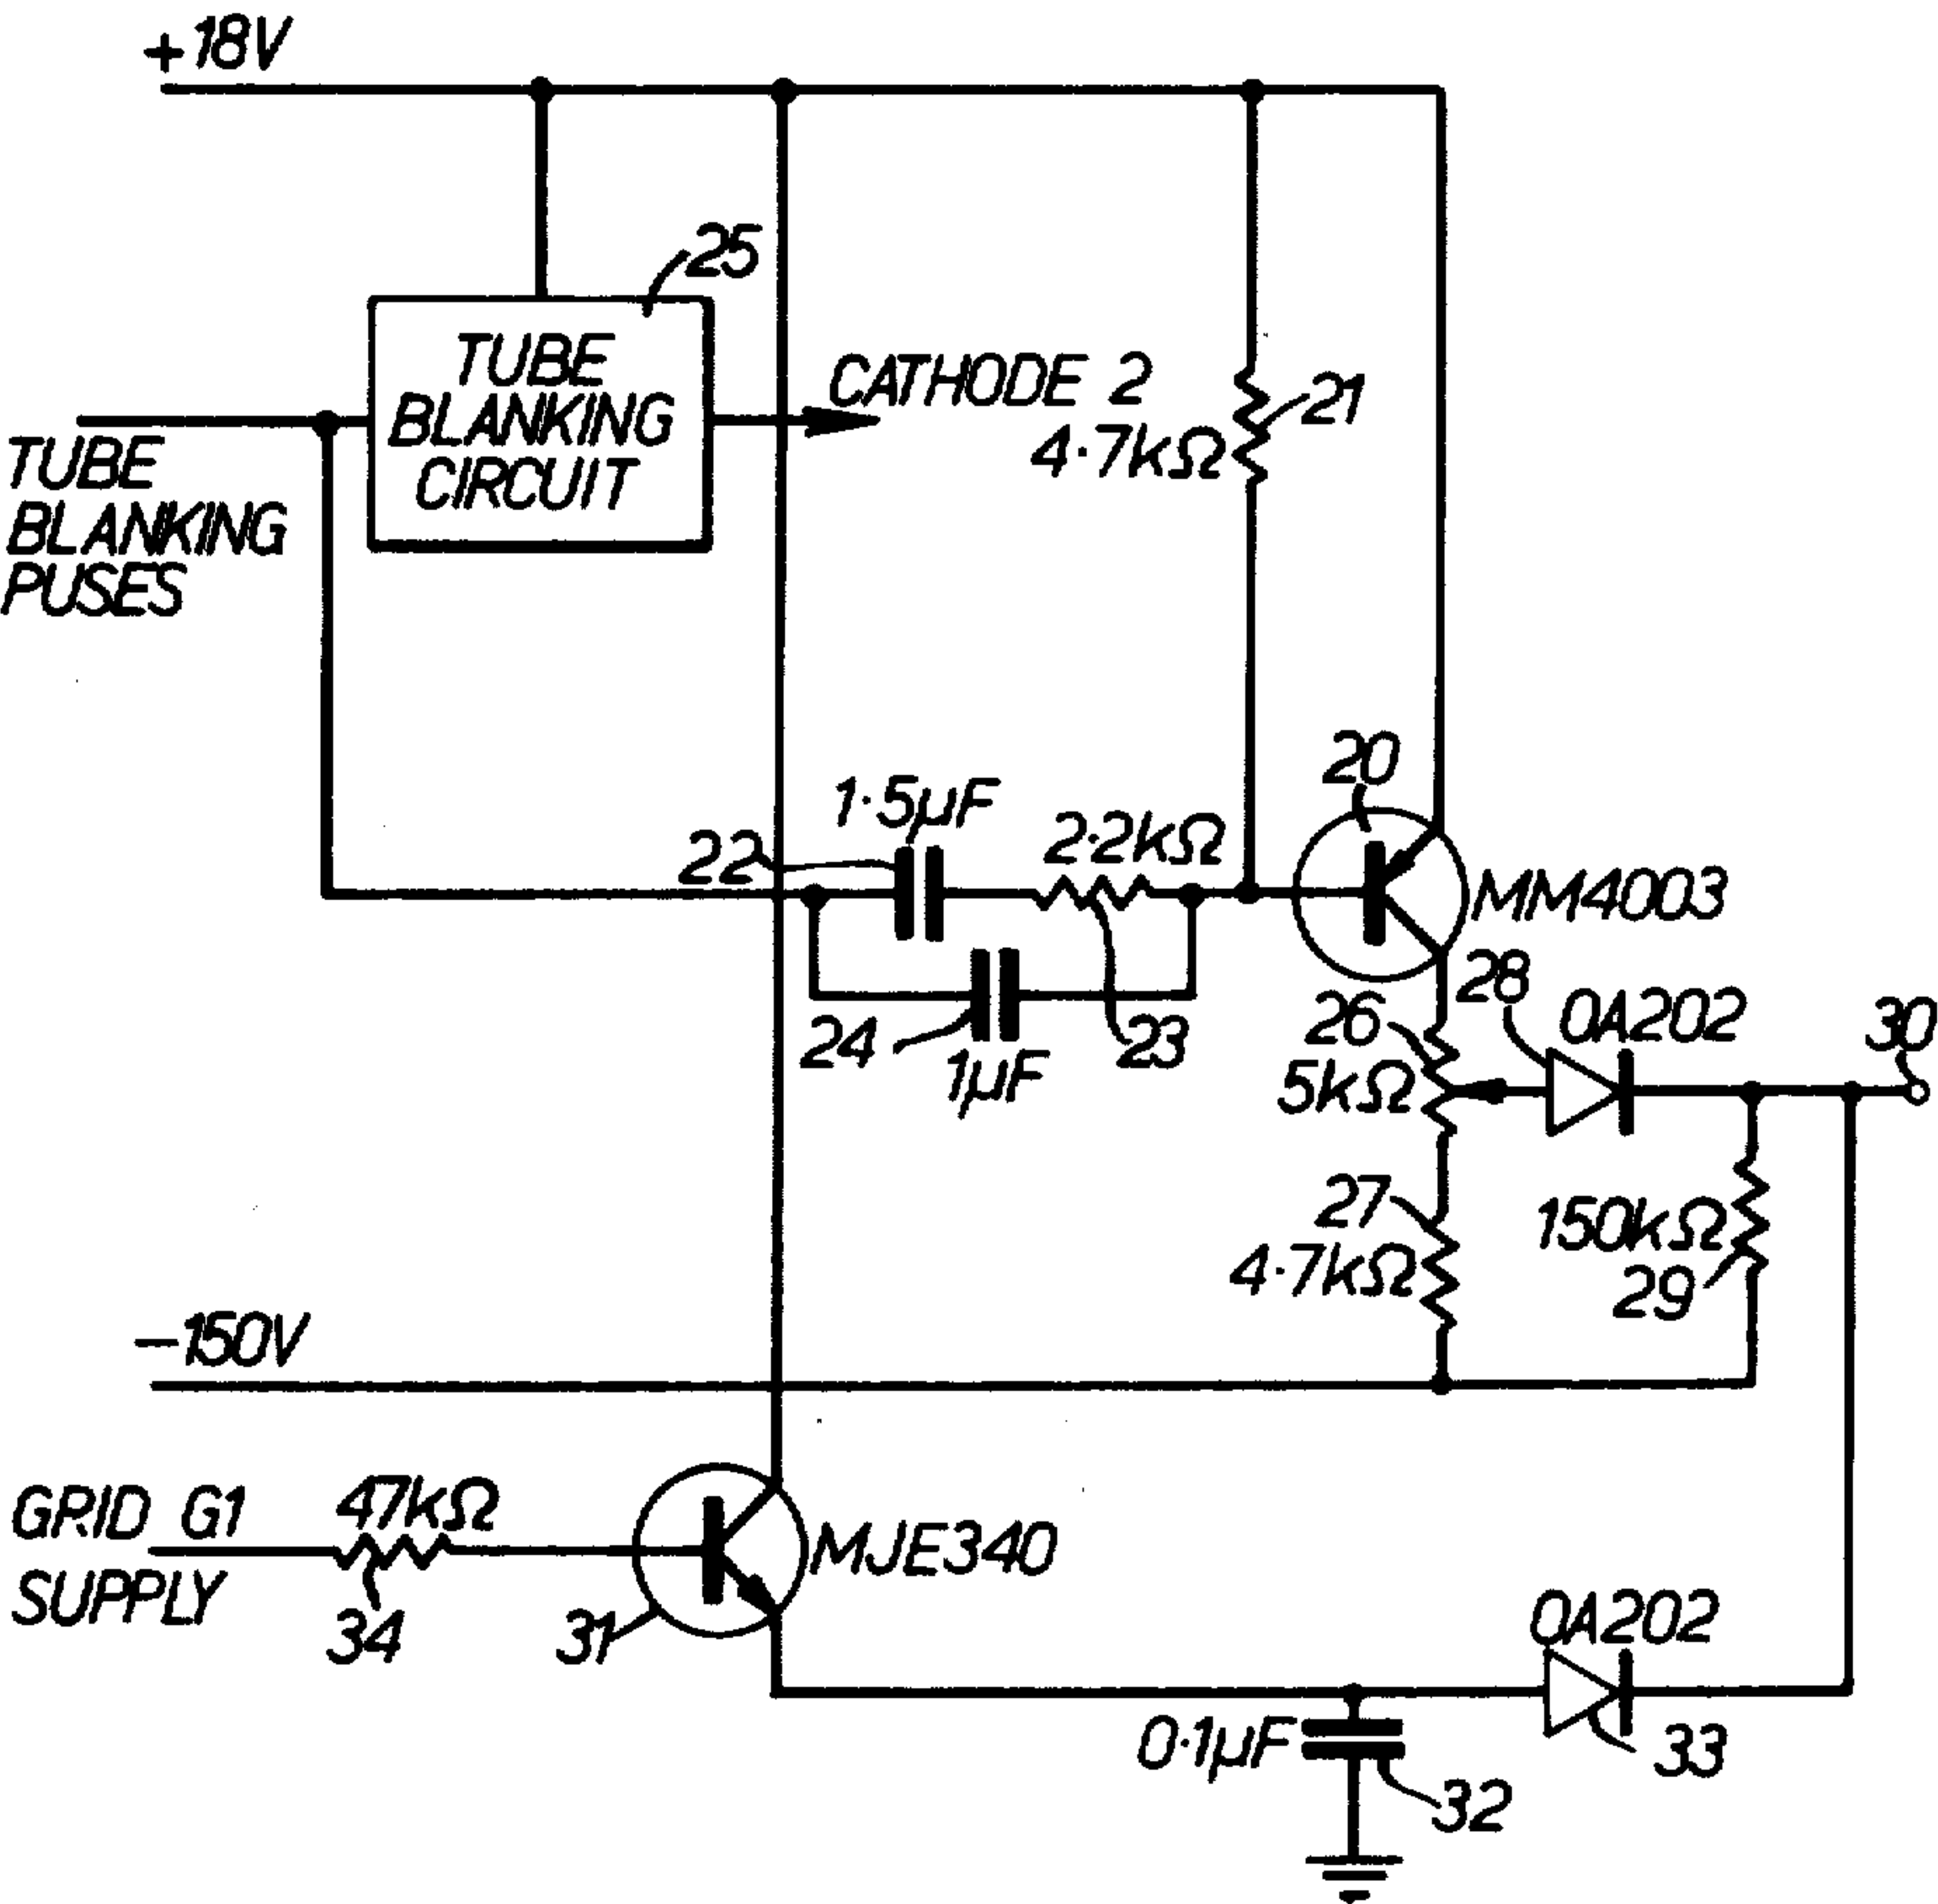 +18V
25
TUBE
BLANKING
CIRCUIT
CATHODE 2
4·7kΩ
21
TUBE
BLANKING
PUSES
20
1·5µF
22
2·2kΩ
MM4003
28
24
1µF
23
26
5kΩ
OA202
30
27
4·7kΩ
150kΩ
29
-150V
GRID G1
SUPPLY
47kΩ
34
31
MJE340
OA202
0·1µF
33
32